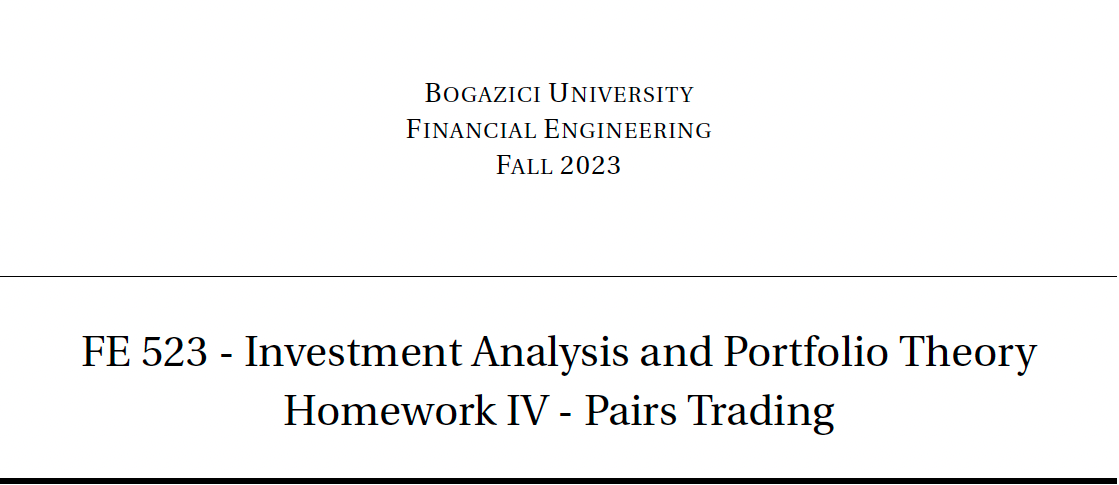 BOGAZICI UNIVERSITY
FINANCIAL ENGINEERING
FALL 2023
FE 523 - Investment Analysis and Portfolio Theory
Homework IV - Pairs Trading